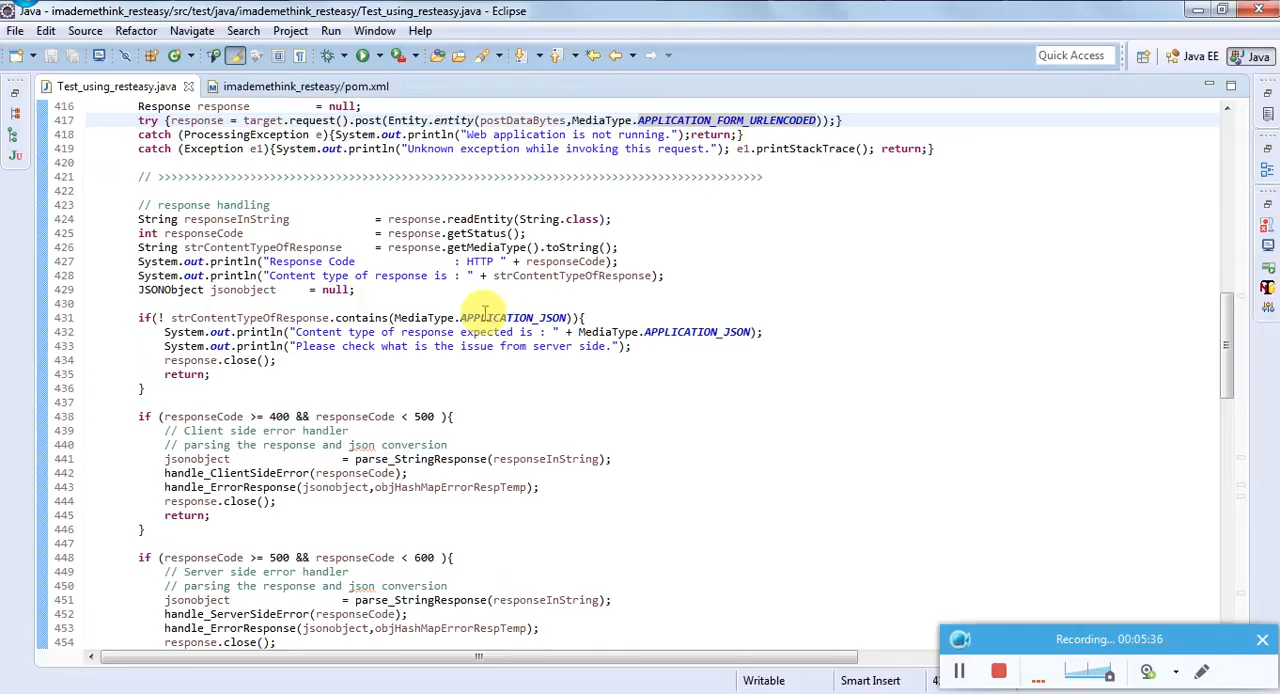 Java - imademethink_resteasy/src/test/java/imademethink_resteasy/Test_using_resteasy.java - Eclipse
File Edit Source Refactor Navigate Search Project Run Window Help
Quick Access Java EE Java
Test_using_resteasy.java imademethink_resteasy/pom.xml
416 Response response = null;
417 try {response = target.request().post(Entity.entity(postDataBytes,MediaType.APPLICATION_FORM_URLENCODED));}
418 catch (ProcessingException e){System.out.println("Web application is not running.");return;}
419 catch (Exception e1){System.out.println("Unknown exception while invoking this request."); e1.printStackTrace(); return;}
420
421 // >>>>>>>>>>>>>>>>>>>>>>>>>>>>>>>>>>>>>>>>>>>>>>>>>>>>>>>>>>>>>>>>>>>>>>>>>>>>>>>>>>>>>>>>>>>>
422
423 // response handling
424 String responseInString = response.readEntity(String.class);
425 int responseCode = response.getStatus();
426 String strContentTypeOfResponse = response.getMediaType().toString();
427 System.out.println("Response Code : HTTP " + responseCode);
428 System.out.println("Content type of response is : " + strContentTypeOfResponse);
429 JSONObject jsonobject = null;
430
431 if(! strContentTypeOfResponse.contains(MediaType.APPLICATION_JSON)){
432 System.out.println("Content type of response expected is : " + MediaType.APPLICATION_JSON);
433 System.out.println("Please check what is the issue from server side.");
434 response.close();
435 return;
436 }
437
438 if (responseCode >= 400 && responseCode < 500 ){
439 // Client side error handler
440 // parsing the response and json conversion
441 jsonobject = parse_StringResponse(responseInString);
442 handle_ClientSideError(responseCode);
443 handle_ErrorResponse(jsonobject,objHashMapErrorRespTemp);
444 response.close();
445 return;
446 }
447
448 if (responseCode >= 500 && responseCode < 600 ){
449 // Server side error handler
450 // parsing the response and json conversion
451 jsonobject = parse_StringResponse(responseInString);
452 handle_ServerSideError(responseCode);
453 handle_ErrorResponse(jsonobject,objHashMapErrorRespTemp);
454 response.close();
Recording... 00:05:36
Writable Smart Insert